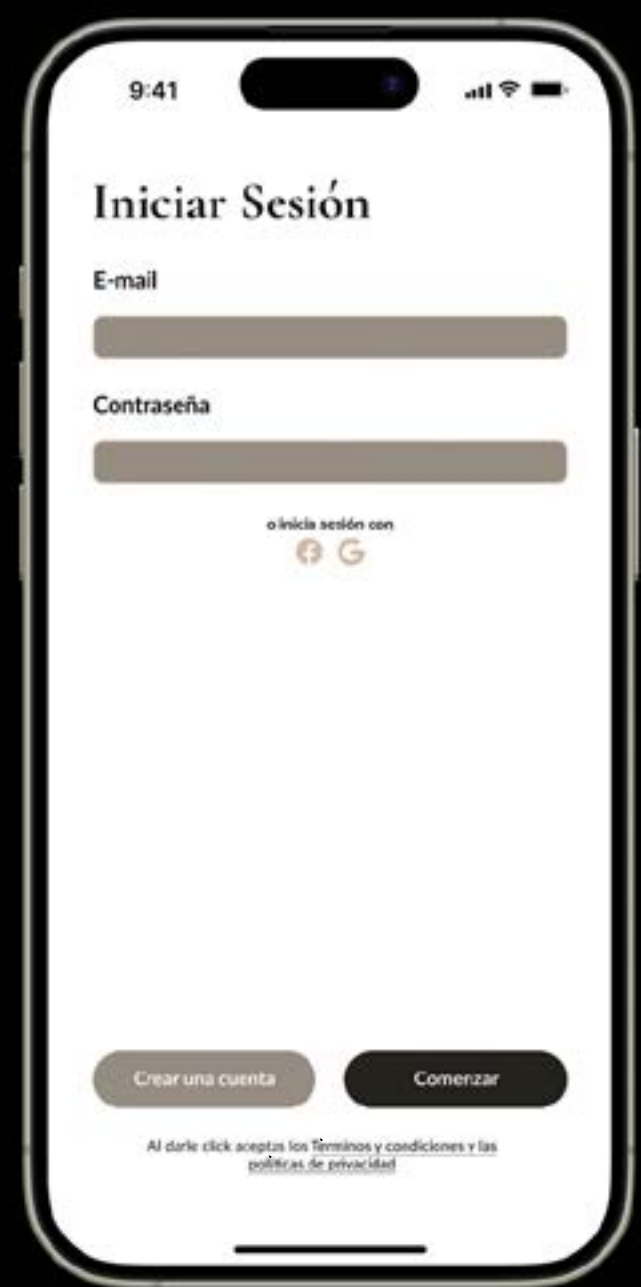 9:41
Iniciar Sesión
E-mail
Contraseña
o inicia sesión con
Crear una cuenta
Comenzar
Al darle click aceptas los Términos y condiciones y las
políticas de privacidad